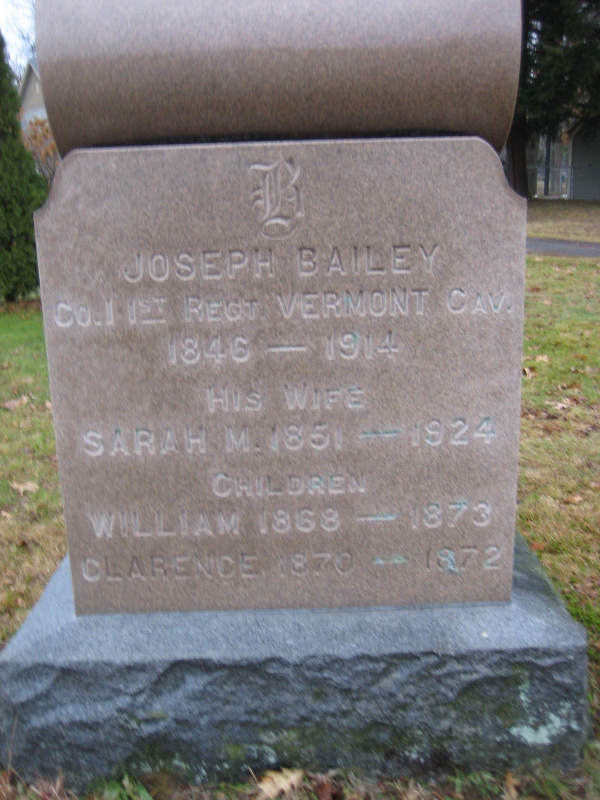 B
JOSEPH BAILEY
Co. I 1ST REGT. VERMONT CAV.
1846 — 1914
HIS WIFE
SARAH M. 1851 — 1924
CHILDREN
WILLIAM 1868 — 1873
CLARENCE 1870 — 1872